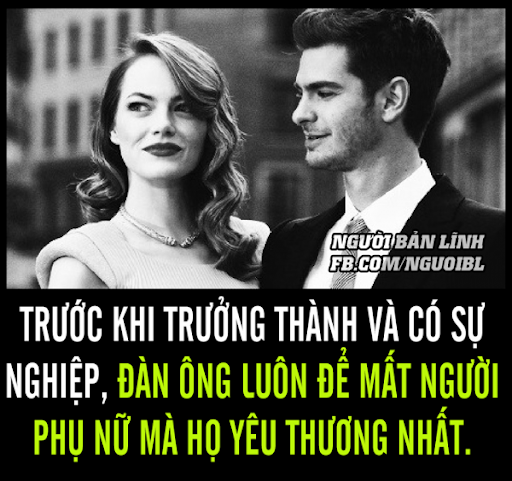 NGƯỜI BẢN LĨNH
FB.COM/NGUOIBL
TRƯỚC KHI TRƯỞNG THÀNH VÀ CÓ SỰ
NGHIỆP, ĐÀN ÔNG LUÔN ĐỂ MẤT NGƯỜI
PHỤ NỮ MÀ HỌ YÊU THƯƠNG NHẤT.